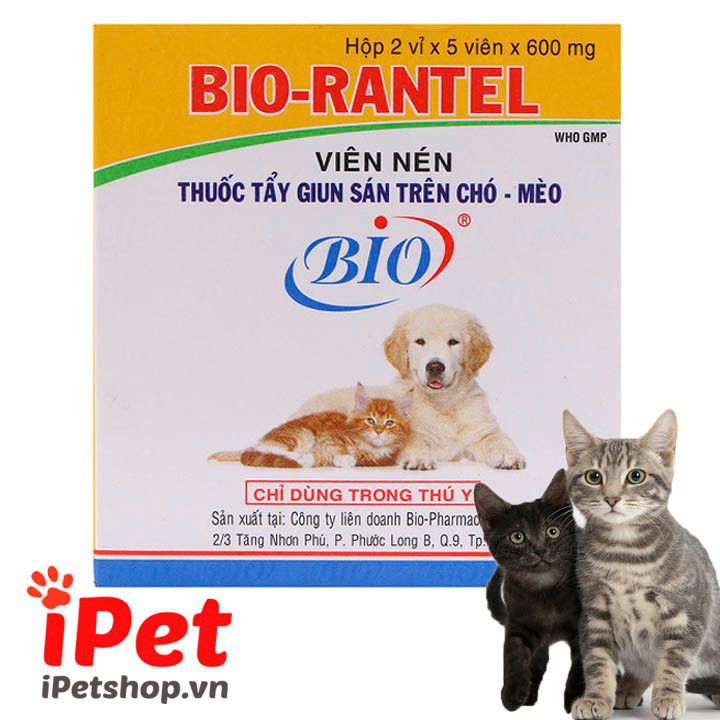 Hộp 2 vỉ x 5 viên x 600 mg
BIO-RANTEL
WHO GMP
VIÊN NÉN
THUỐC TẨY GIUN SÁN TRÊN CHÓ - MÈO
BIO ®
CHỈ DÙNG TRONG THÚ Y
Sản xuất tại: Công ty liên doanh
2/3 Tăng Nhơn Phú, P. Phước Long B, Q.9,
BIO
iPet
iPetshop.vn